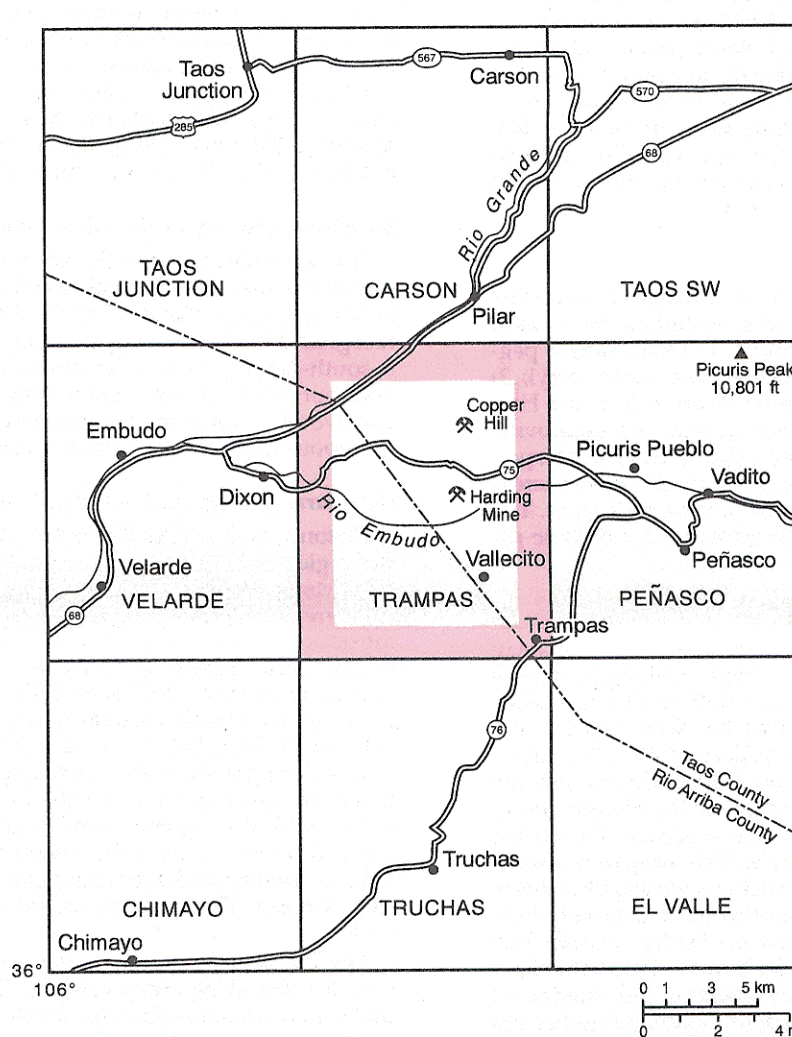 Taos
Junction
567
Carson
570
285
68
Rio Grande
TAOS
JUNCTION
CARSON
TAOS SW
Pilar
Picuris Peak
10,801 ft
Copper
Hill
Embudo
Picuris Pueblo
75
Vadito
Dixon
Harding
Mine
Rio Embudo
Peñasco
Velarde
Vallecito
VELARDE
TRAMPAS
PEÑASCO
68
Trampas
76
Taos County
Rio Arriba County
Truchas
CHIMAYO
TRUCHAS
EL VALLE
Chimayo
36°
106°
0 1 3 5 km
0 2 4